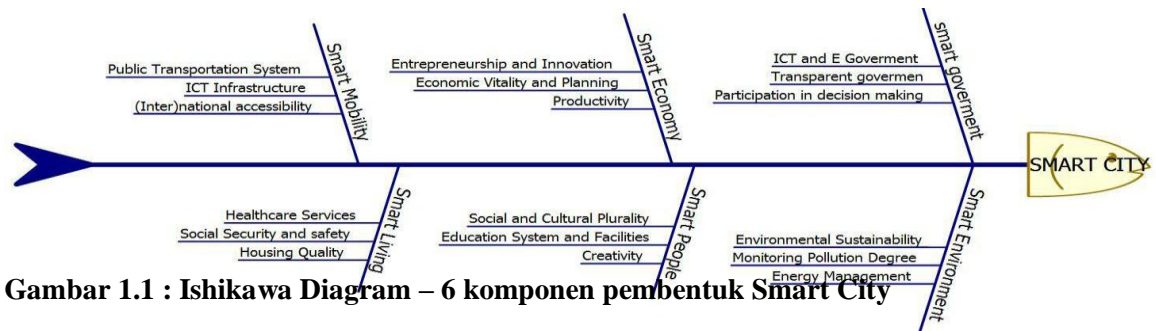 Smart Mobility
Public Transportation System
ICT Infrastructure
(Inter)national accessibility
Smart Economy
Entrepreneurship and Innovation
Economic Vitality and Planning
Productivity
smart goverment
ICT and E Goverment
Transparent govermen
Participation in decision making
SMART CITY
Smart Living
Healthcare Services
Social Security and safety
Housing Quality
Smart People
Social and Cultural Plurality
Education System and Facilities
Creativity
Smart Environment
Environmental Sustainability
Monitoring Pollution Degree
Energy Management
Gambar 1.1 : Ishikawa Diagram – 6 komponen pembentuk Smart City